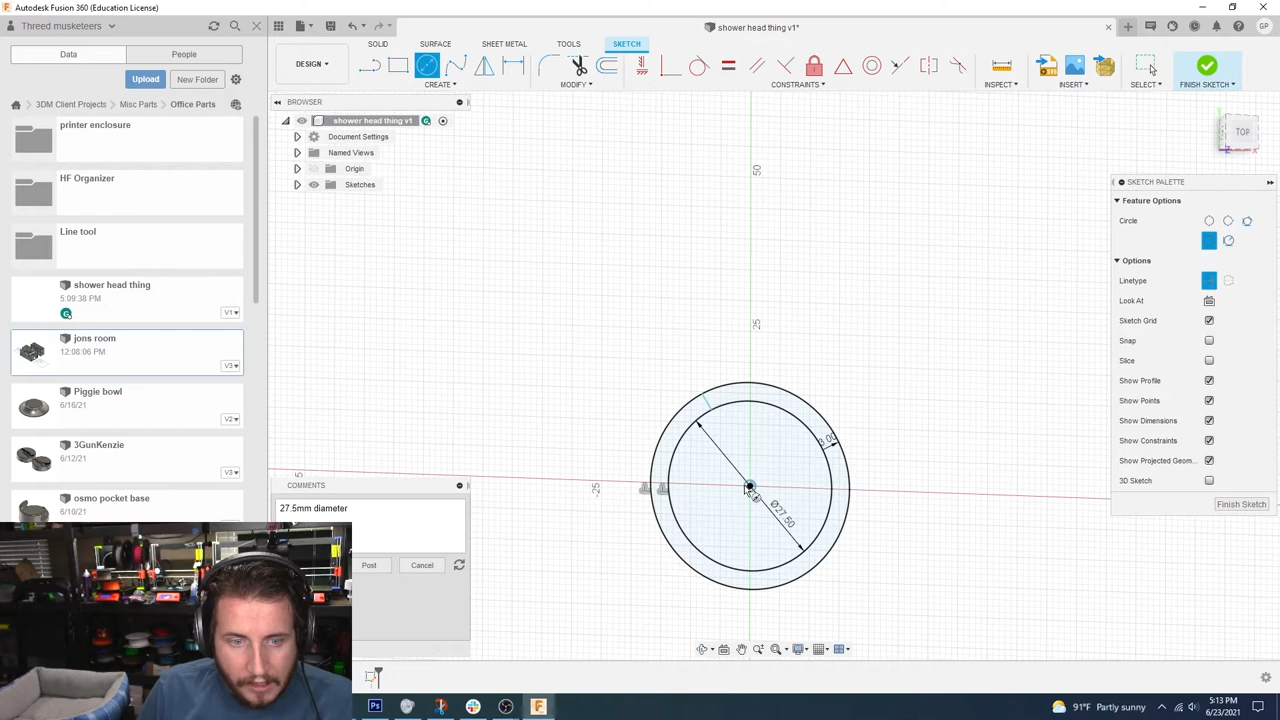 Autodesk Fusion 360 (Education License)
Threed musketeers
shower head thing v1*
GP
Data
People
Upload
New Folder
3DM Client Projects
Misc Parts
Office Parts
printer enclosure
HF Organizer
Line tool
shower head thing
5:09:38 PM
V1
jons room
12:08:06 PM
V3
Piggie bowl
6/16/21
V2
3GunKenzie
6/12/21
V3
osmo pocket base
DESIGN
SOLID
SURFACE
SHEET METAL
TOOLS
SKETCH
CREATE
MODIFY
CONSTRAINTS
INSPECT
INSERT
SELECT
FINISH SKETCH
BROWSER
shower head thing v1
Document Settings
Named Views
Origin
Sketches
50
25
-25
5
3.00
Ø27.50
TOP
SKETCH PALETTE
Feature Options
Circle
Options
Linetype
Look At
Sketch Grid
Snap
Slice
Show Profile
Show Points
Show Dimensions
Show Constraints
Show Projected Geom...
3D Sketch
Finish Sketch
COMMENTS
27.5mm diameter
Post
Cancel
91°F Partly sunny
5:13 PM
6/23/2021